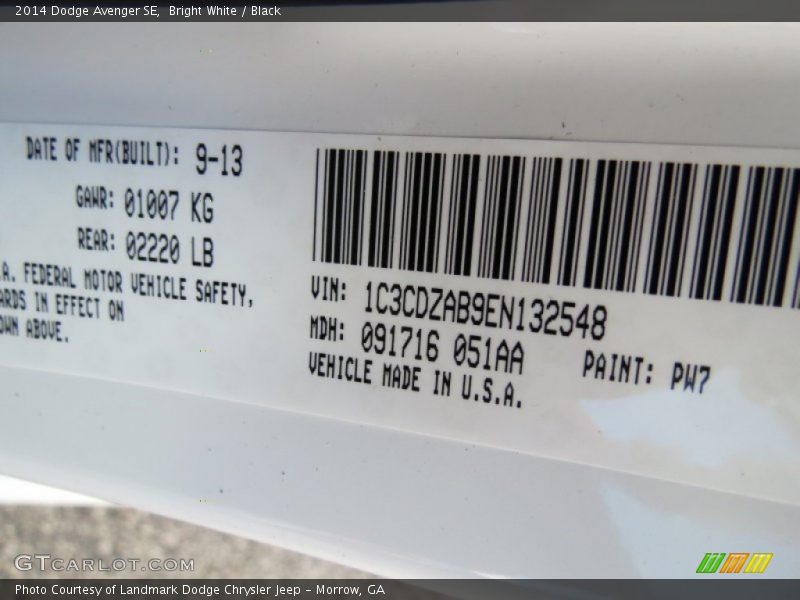 2014 Dodge Avenger SE,  Bright White / Black
DATE OF MFR(BUILT): 9-13
GAWR: 01007 KG
REAR: 02220 LB
.A. FEDERAL MOTOR VEHICLE SAFETY,
ARDS IN EFFECT ON
OWN ABOVE.
VIN: 1C3CDZAB9EN132548
MDH: 091716 051AA
PAINT: PW7
VEHICLE MADE IN U.S.A.
GTCARLOT.COM
Photo Courtesy of Landmark Dodge Chrysler Jeep – Morrow, GA